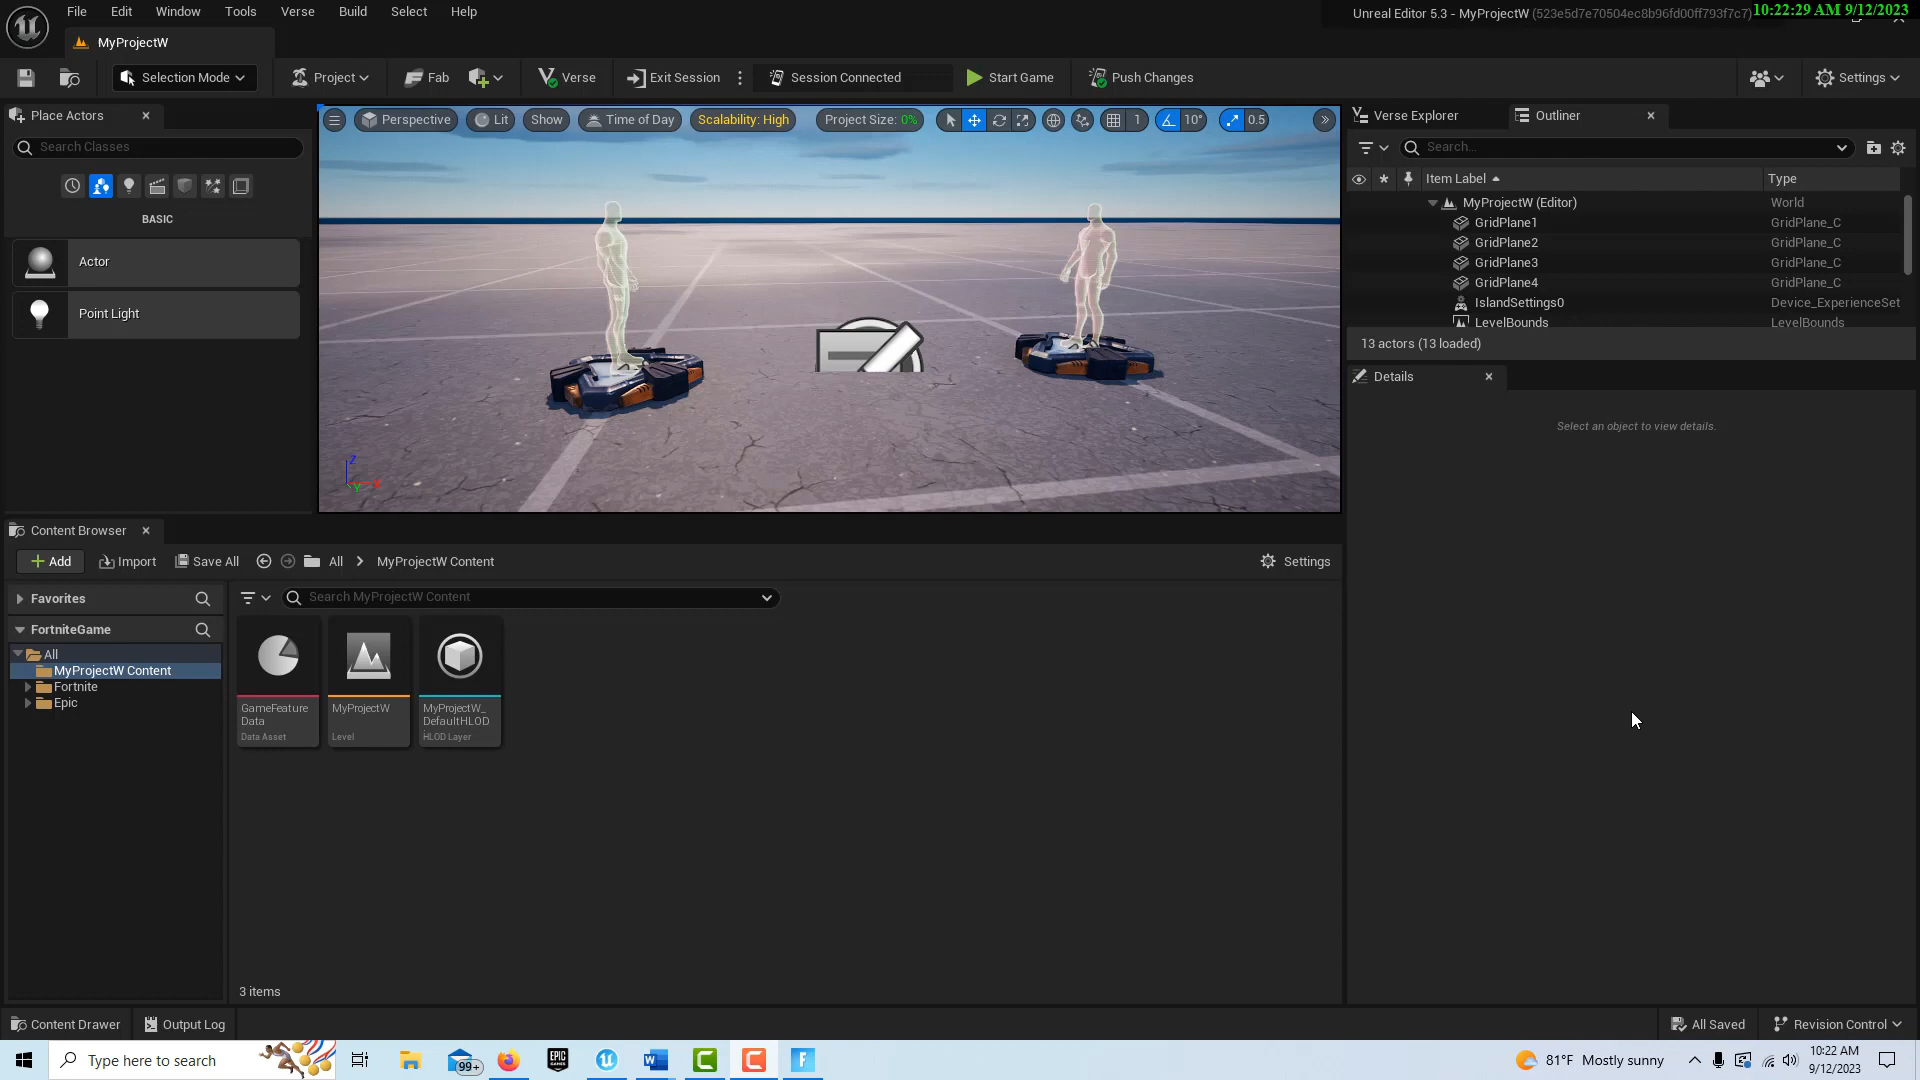 File Edit Window Tools Verse Build Select Help
Unreal Editor 5.3 - MyProjectW (523e5d7e70504ec8b96fd00ff793f7c7)
10:22:29 AM 9/12/2023
MyProjectW
Selection Mode
Project
Fab
Verse
Exit Session
Session Connected
Start Game
Push Changes
Settings
Place Actors
Search Classes
BASIC
Actor
Point Light
Perspective
Lit
Show
Time of Day
Scalability: High
Project Size: 0%
1
10°
0.5
Z
X
Y
Verse Explorer
Outliner
Search...
Item Label Type
MyProjectW (Editor) World
GridPlane1 GridPlane_C
GridPlane2 GridPlane_C
GridPlane3 GridPlane_C
GridPlane4 GridPlane_C
IslandSettings0 Device_ExperienceSet
LevelBounds LevelBounds
13 actors (13 loaded)
Details
Select an object to view details.
Content Browser
Add
Import
Save All
All
MyProjectW Content
Settings
Favorites
FortniteGame
All
MyProjectW Content
Fortnite
Epic
Search MyProjectW Content
GameFeature
Data
Data Asset
MyProjectW
Level
MyProjectW_
DefaultHLOD
HLOD Layer
3 items
Content Drawer
Output Log
All Saved
Revision Control
Type here to search
99+
EPIC
GAMES
81°F Mostly sunny
10:22 AM
9/12/2023